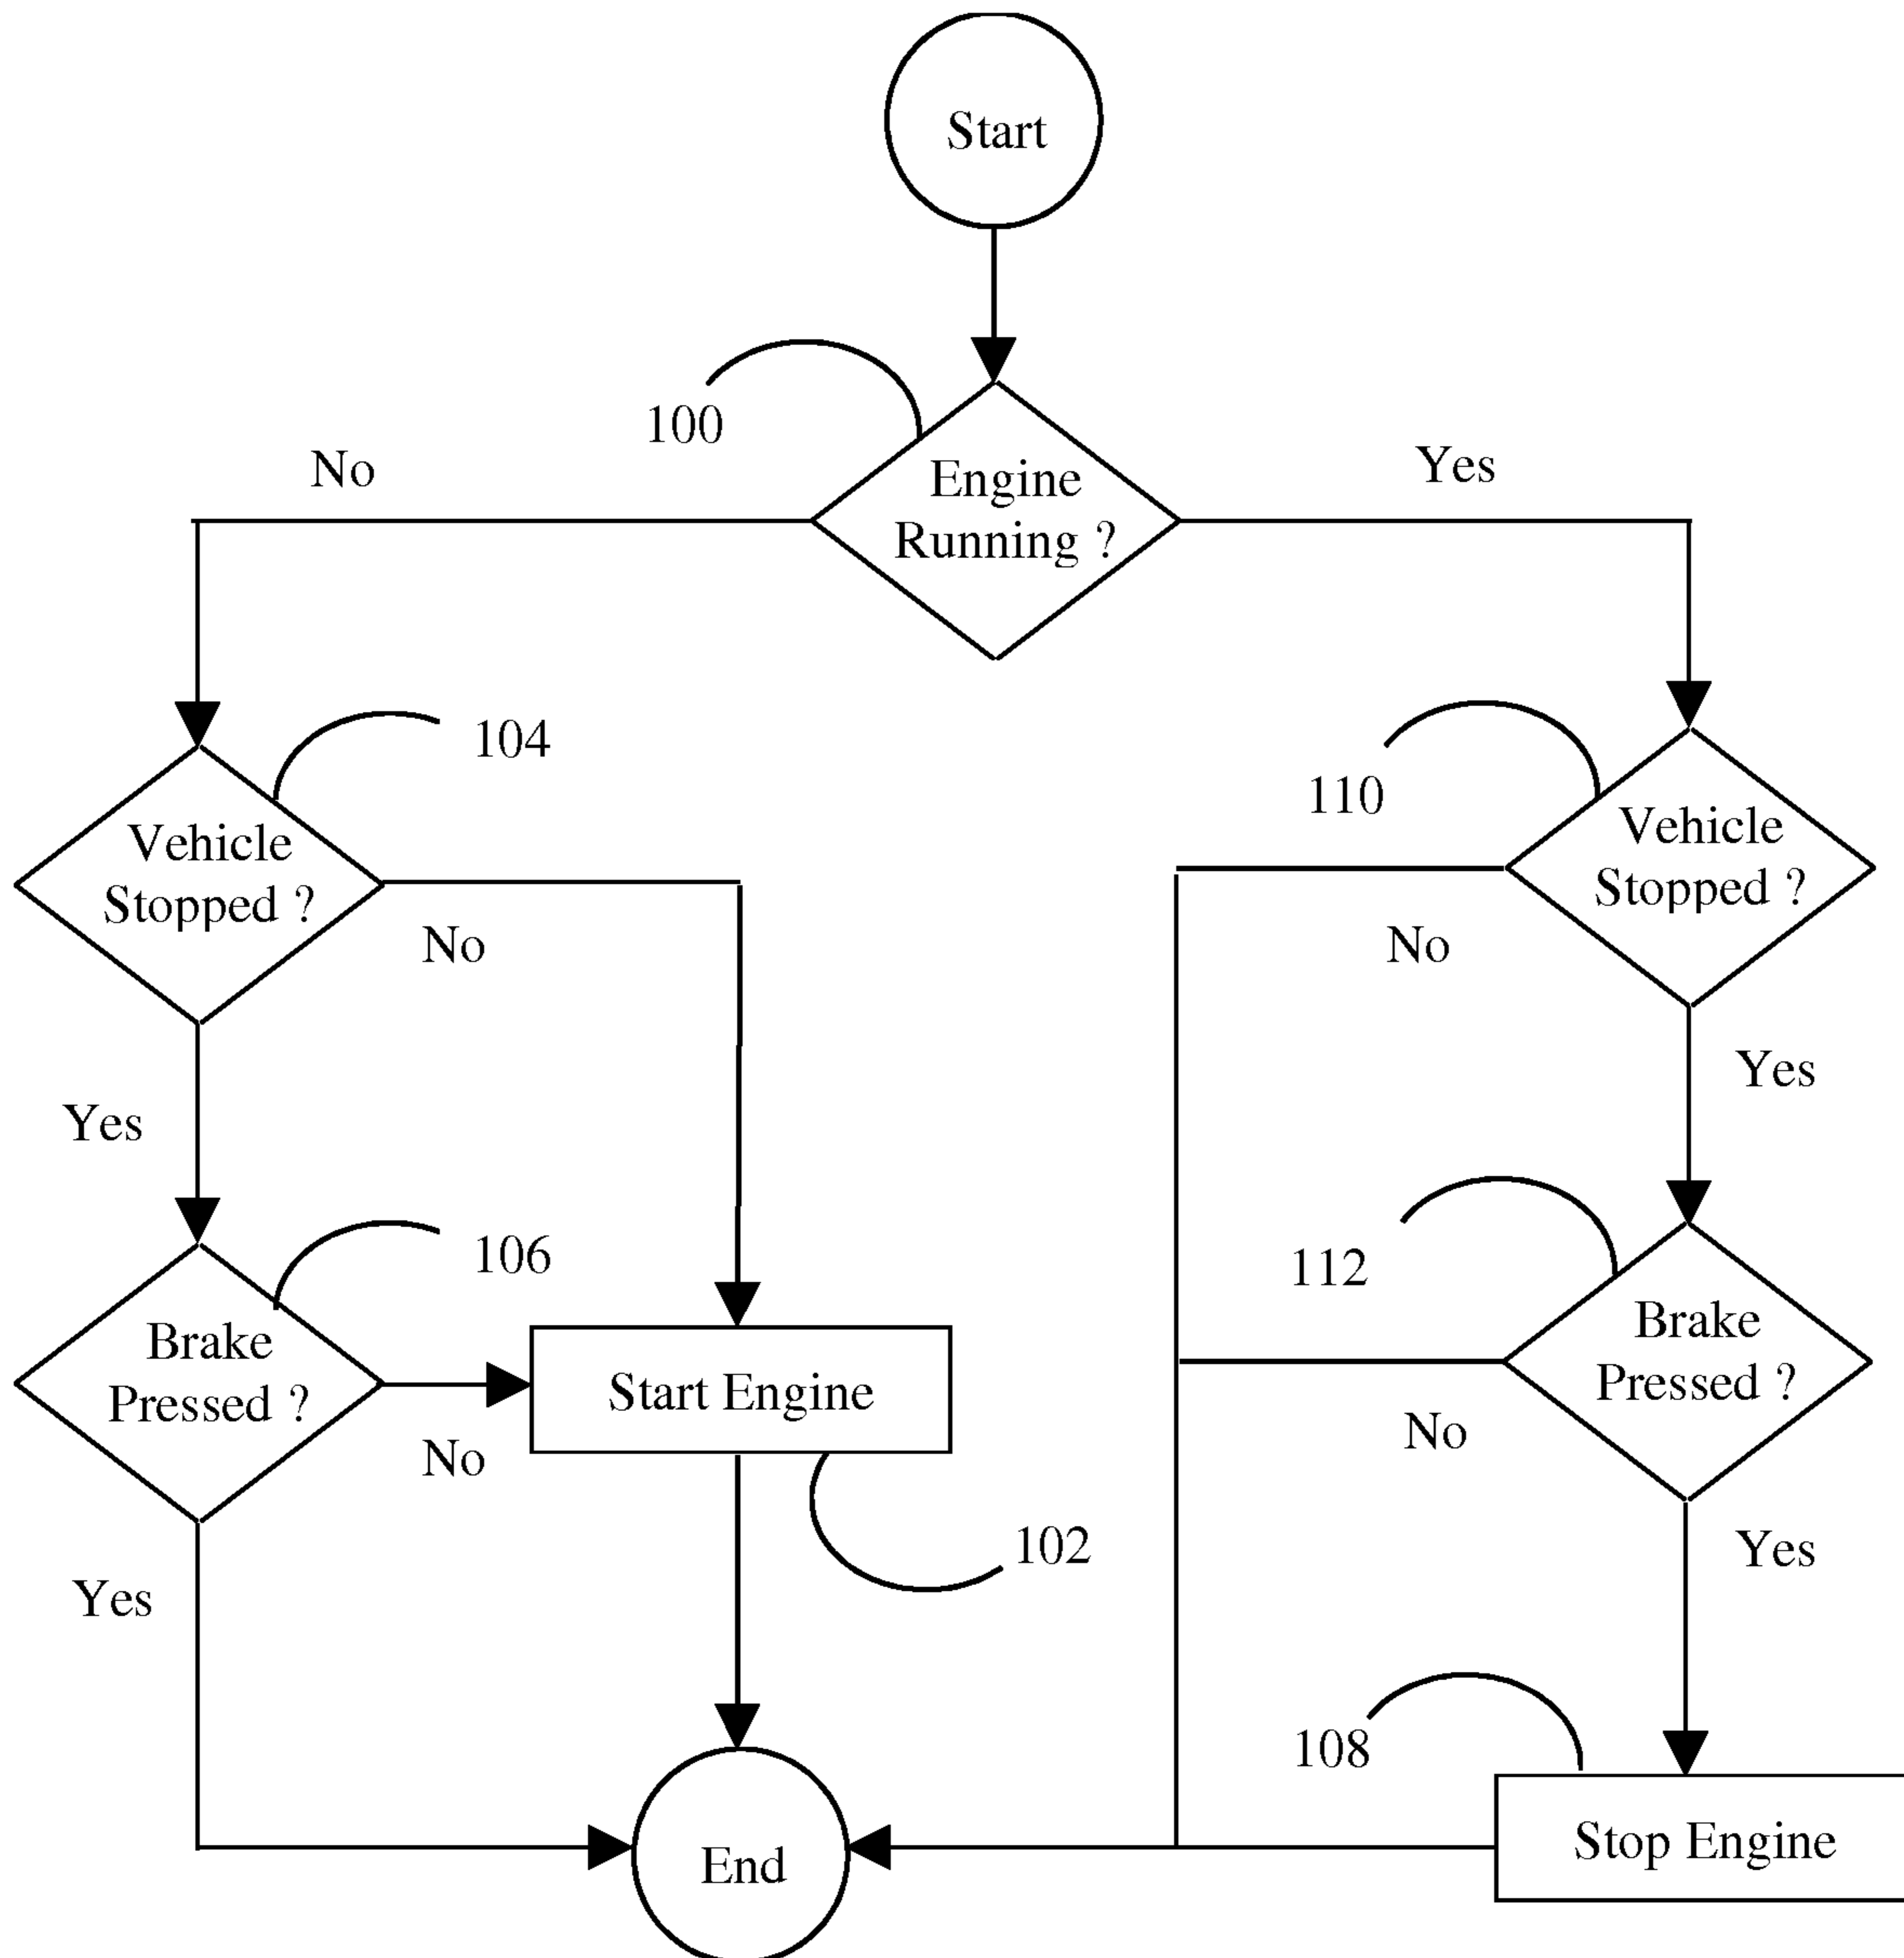 Start
100
No
Engine
Running ?
Yes
104
110
Vehicle
Stopped ?
No
Vehicle
Stopped ?
No
Yes
Yes
106
112
Brake
Pressed ?
No
Start Engine
102
Brake
Pressed ?
No
Yes
Yes
108
End
Stop Engine